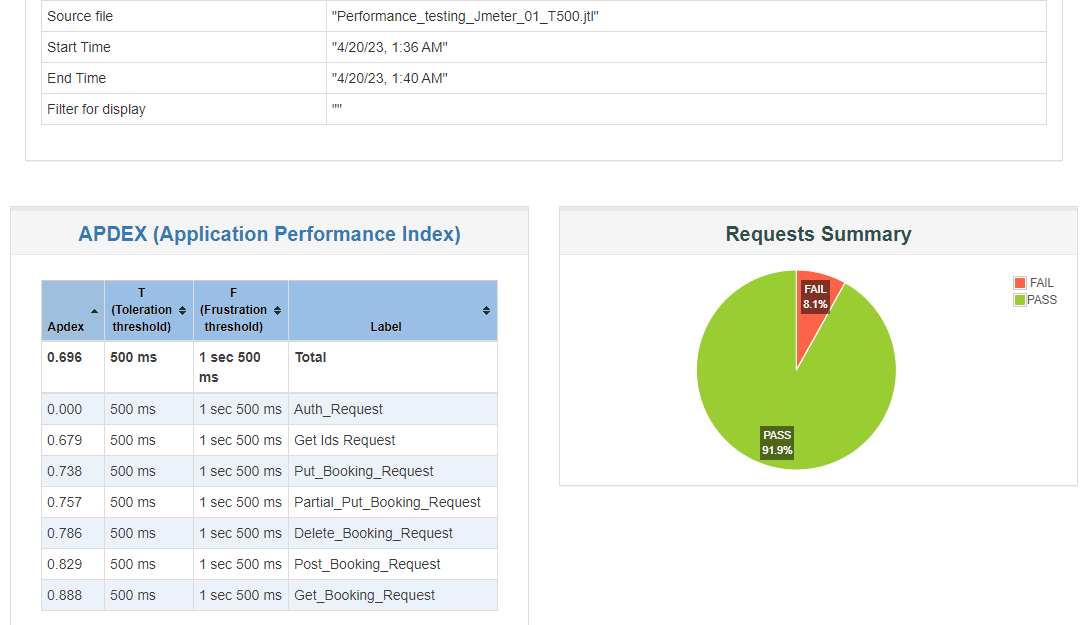 Source file "Performance_testing_Jmeter_01_T500.jtl"
Start Time "4/20/23, 1:36 AM"
End Time "4/20/23, 1:40 AM"
Filter for display ""
APDEX (Application Performance Index)
Apdex
T
(Toleration
threshold)
F
(Frustration
threshold)
Label
0.696 500 ms 1 sec 500 ms Total
0.000 500 ms 1 sec 500 ms Auth_Request
0.679 500 ms 1 sec 500 ms Get Ids Request
0.738 500 ms 1 sec 500 ms Put_Booking_Request
0.757 500 ms 1 sec 500 ms Partial_Put_Booking_Request
0.786 500 ms 1 sec 500 ms Delete_Booking_Request
0.829 500 ms 1 sec 500 ms Post_Booking_Request
0.888 500 ms 1 sec 500 ms Get_Booking_Request
Requests Summary
FAIL
8.1%
PASS
91.9%
FAIL
PASS